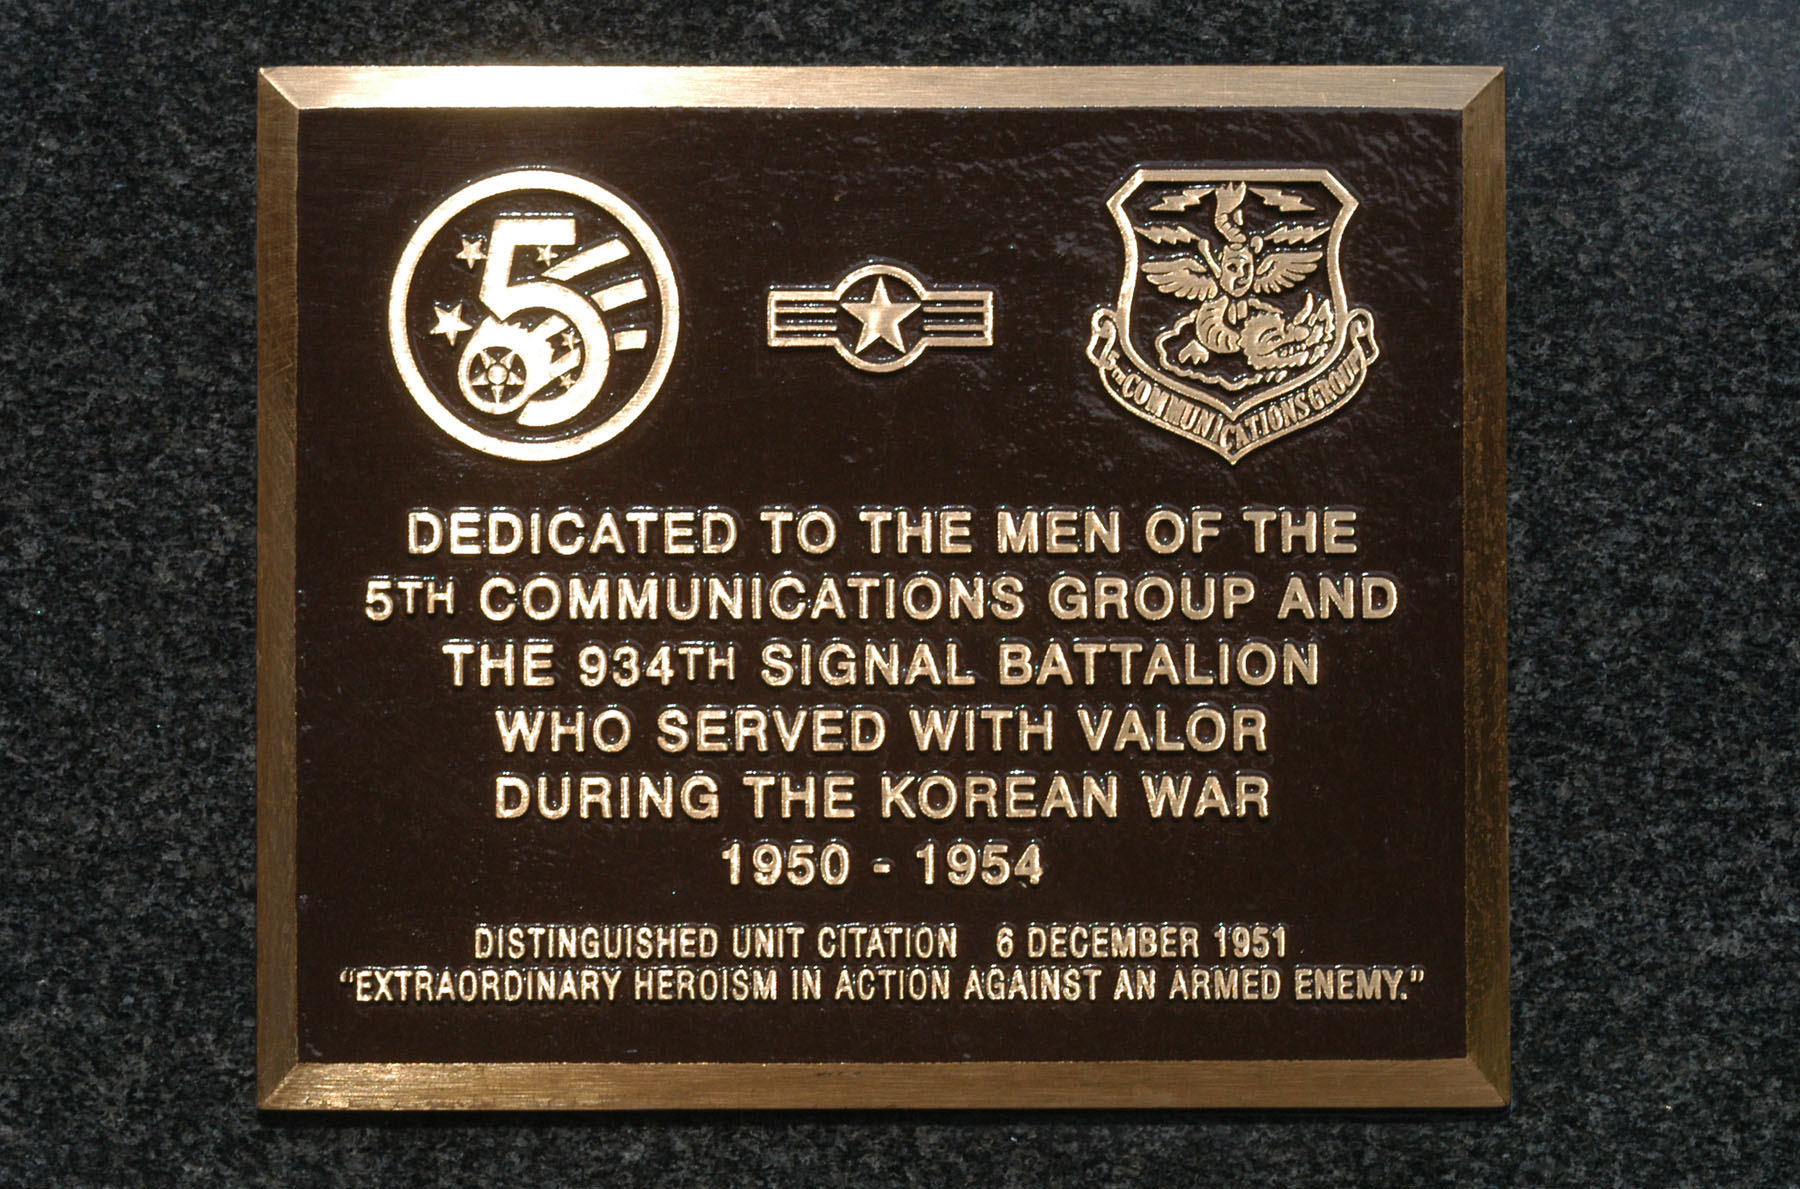 5
5TH COMMUNICATIONS GROUP
DEDICATED TO THE MEN OF THE
5TH COMMUNICATIONS GROUP AND
THE 934TH SIGNAL BATTALION
WHO SERVED WITH VALOR
DURING THE KOREAN WAR
1950 - 1954
DISTINGUISHED UNIT CITATION 6 DECEMBER 1951
“EXTRAORDINARY HEROISM IN ACTION AGAINST AN ARMED ENEMY.”